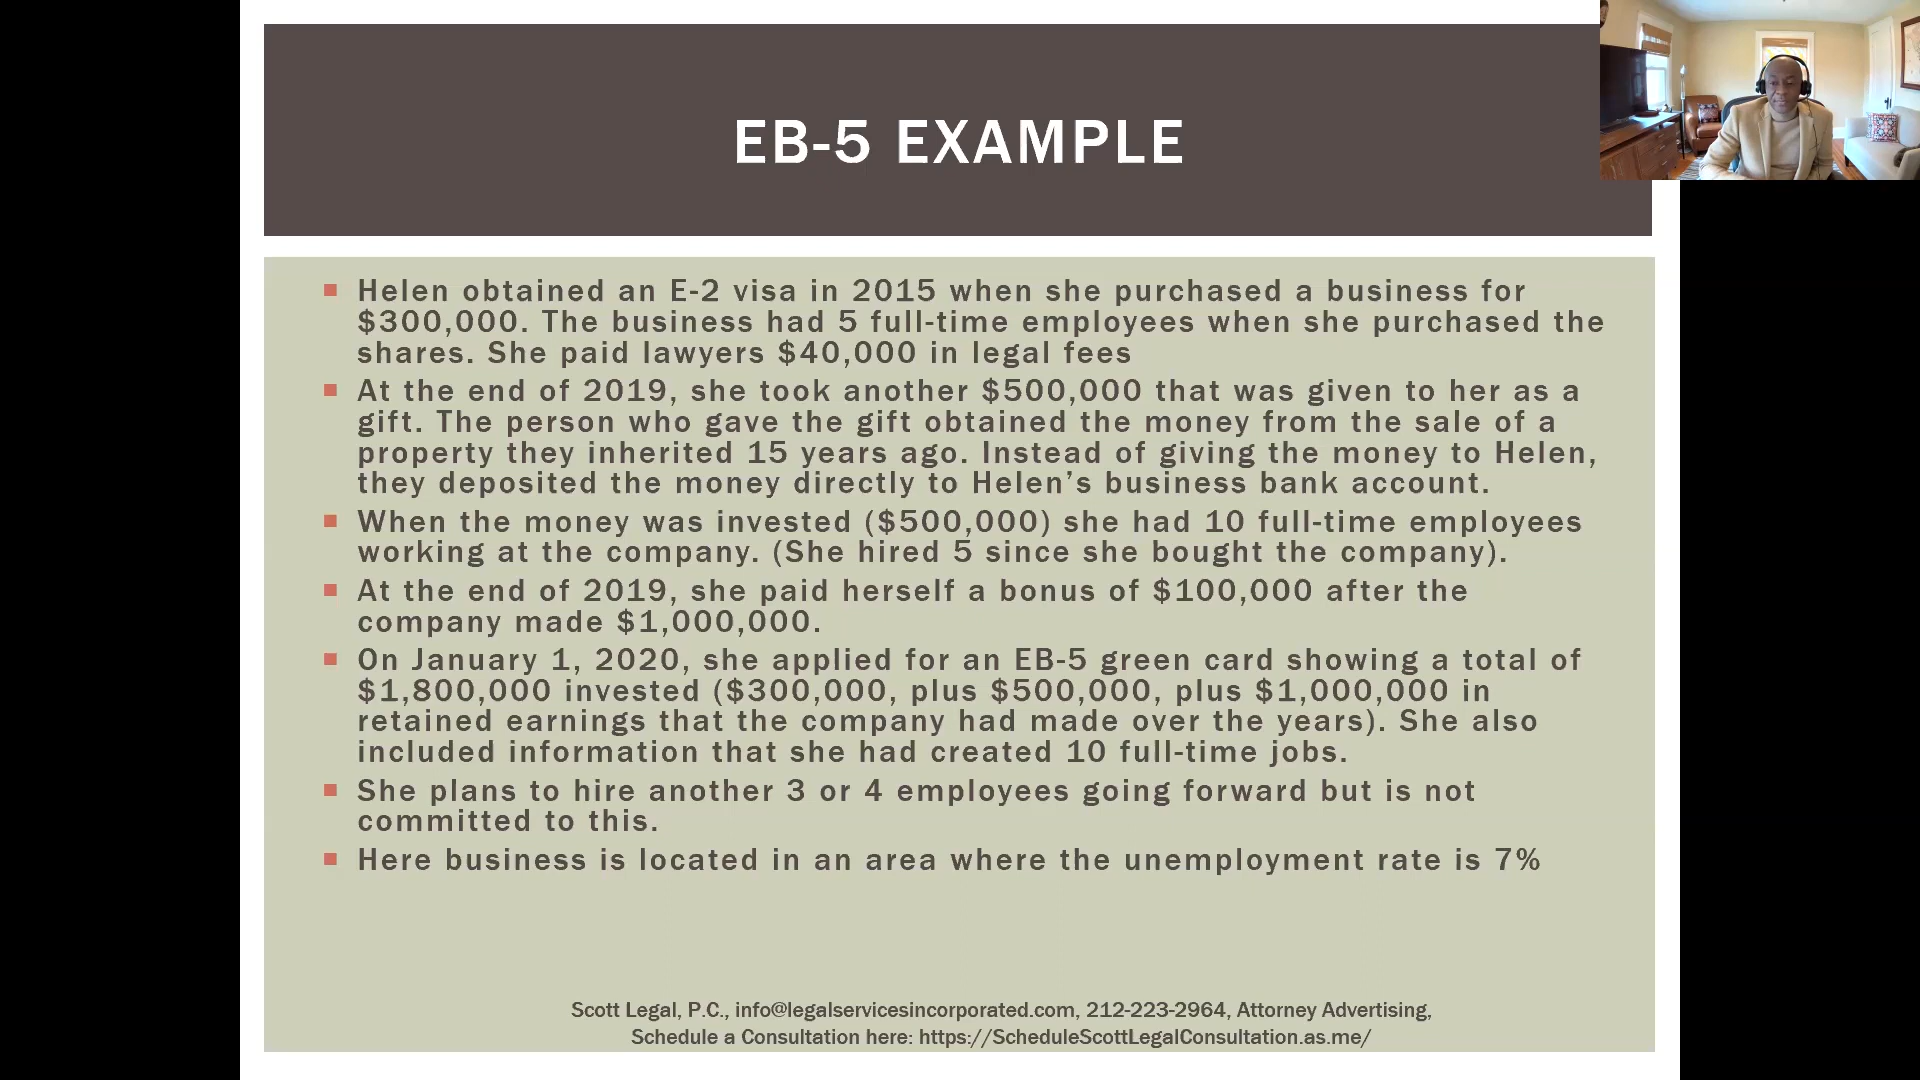 EB-5 EXAMPLE
Helen obtained an E-2 visa in 2015 when she purchased a business for
$300,000. The business had 5 full-time employees when she purchased the
shares. She paid lawyers $40,000 in legal fees
At the end of 2019, she took another $500,000 that was given to her as a
gift. The person who gave the gift obtained the money from the sale of a
property they inherited 15 years ago. Instead of giving the money to Helen,
they deposited the money directly to Helen’s business bank account.
When the money was invested ($500,000) she had 10 full-time employees
working at the company. (She hired 5 since she bought the company).
At the end of 2019, she paid herself a bonus of $100,000 after the
company made $1,000,000.
On January 1, 2020, she applied for an EB-5 green card showing a total of
$1,800,000 invested ($300,000, plus $500,000, plus $1,000,000 in
retained earnings that the company had made over the years). She also
included information that she had created 10 full-time jobs.
She plans to hire another 3 or 4 employees going forward but is not
committed to this.
Here business is located in an area where the unemployment rate is 7%
Scott Legal, P.C., info@legalservicesincorporated.com, 212-223-2964, Attorney Advertising,
Schedule a Consultation here: https://ScheduleScottLegalConsultation.as.me/